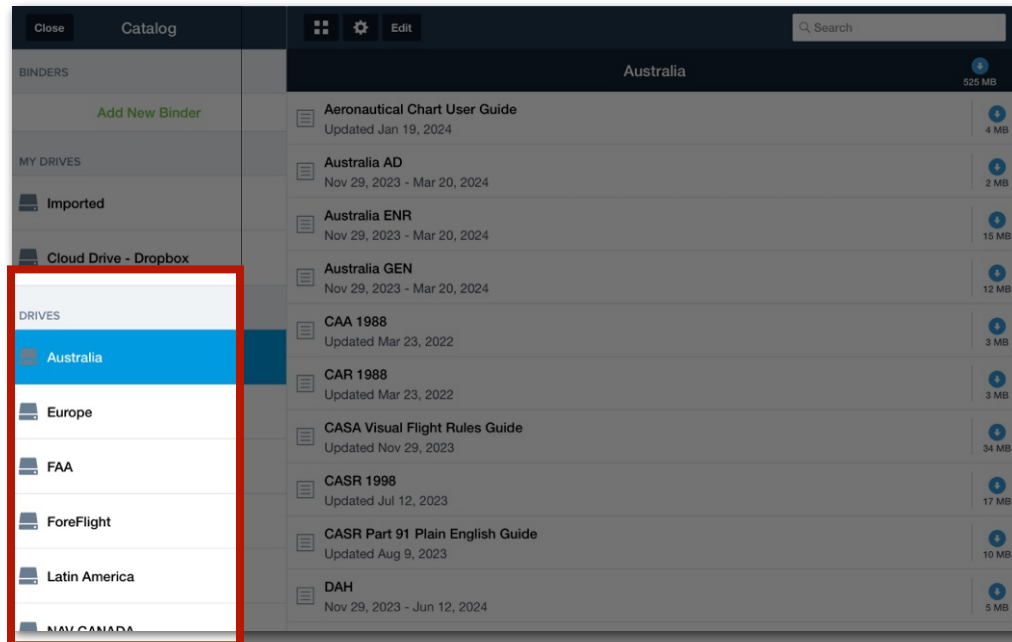 Close
Catalog
Edit
Search
BINDERS
Australia
525 MB
Add New Binder
MY DRIVES
Imported
Cloud Drive - Dropbox
DRIVES
Australia
Europe
FAA
ForeFlight
Latin America
NAV CANADA
Aeronautical Chart User Guide
Updated Jan 19, 2024
4 MB
Australia AD
Nov 29, 2023 - Mar 20, 2024
2 MB
Australia ENR
Nov 29, 2023 - Mar 20, 2024
15 MB
Australia GEN
Nov 29, 2023 - Mar 20, 2024
12 MB
CAA 1988
Updated Mar 23, 2022
3 MB
CAR 1988
Updated Mar 23, 2022
3 MB
CASA Visual Flight Rules Guide
Updated Nov 29, 2023
34 MB
CASR 1998
Updated Jul 12, 2023
17 MB
CASR Part 91 Plain English Guide
Updated Aug 9, 2023
10 MB
DAH
Nov 29, 2023 - Jun 12, 2024
5 MB